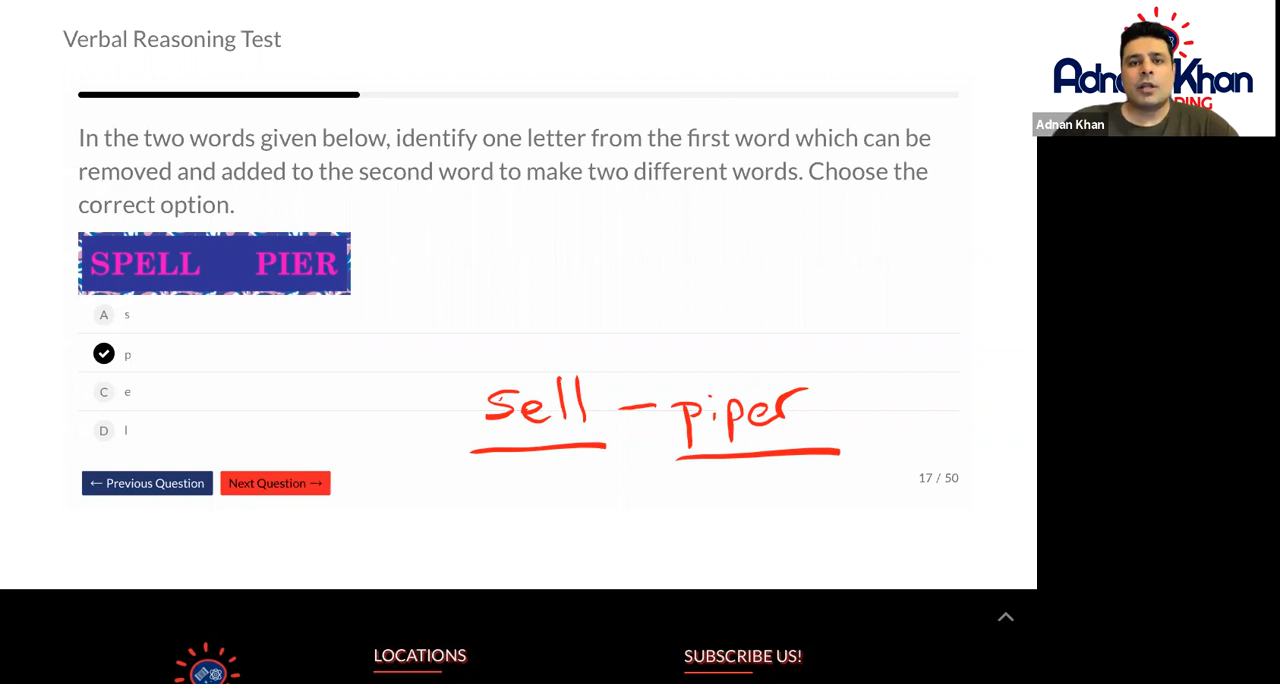 Verbal Reasoning Test
Adnan Khan
In the two words given below, identify one letter from the first word which can be
removed and added to the second word to make two different words. Choose the
correct option.
SPELL PIER
A s
p
C e
D l
sell – piper
← Previous Question Next Question →
17 / 50
LOCATIONS
SUBSCRIBE US!